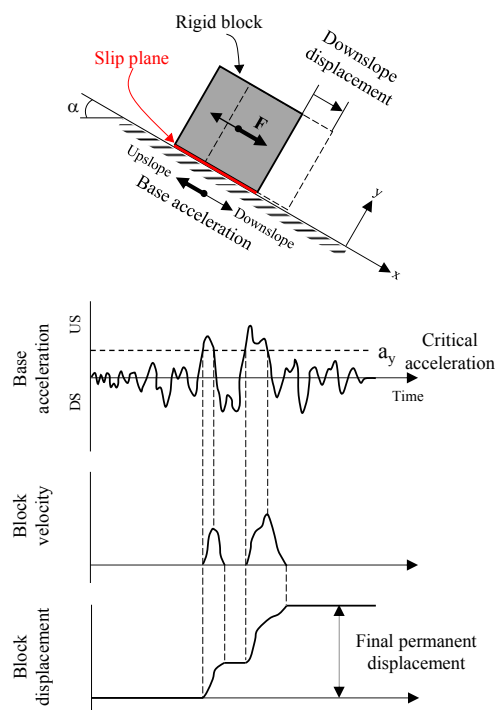 Rigid block
Slip plane
Downslope
displacement
α
F
Upslope
Downslope
Base acceleration
y
x
US
DS
Base
acceleration
a_y
Critical
acceleration
Time
Block
velocity
Block
displacement
Final permanent
displacement